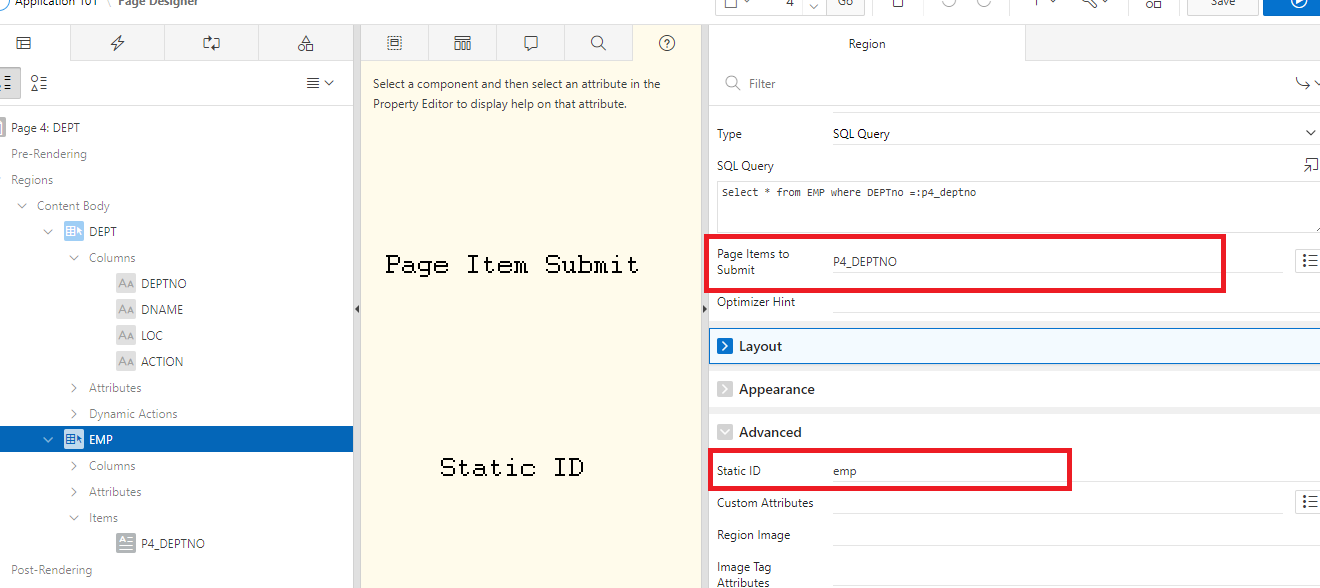 Application 101 \ Page Designer
4
Go
Save
Region
Select a component and then select an attribute in the
Property Editor to display help on that attribute.
Filter
Page 4: DEPT
Pre-Rendering
Regions
Content Body
DEPT
Columns
AA DEPTNO
AA DNAME
AA LOC
AA ACTION
Attributes
Dynamic Actions
EMP
Columns
Attributes
Items
P4_DEPTNO
Post-Rendering
Page Item Submit
Static ID
Type SQL Query
SQL Query
Select * from EMP where DEPTno =:p4_deptno
Page Items to
Submit
P4_DEPTNO
Optimizer Hint
Layout
Appearance
Advanced
Static ID emp
Custom Attributes
Region Image
Image Tag
Attributes